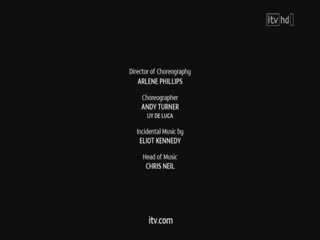 itv hd
Director of Choreography
ARLENE PHILLIPS
Choreographer
ANDY TURNER
IZY DE LUCA
Incidental Music by
ELIOT KENNEDY
Head of Music
CHRIS NEIL
itv.com